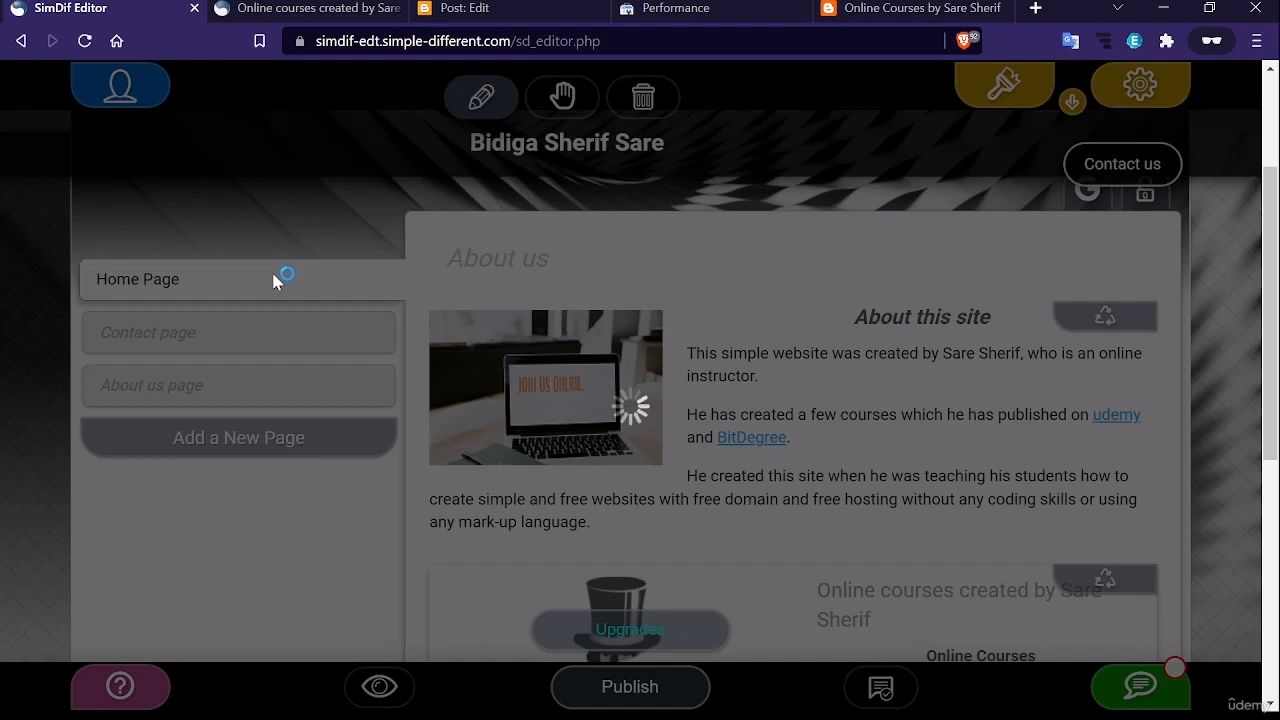 SimDif Editor
Online courses created by Sare
Post: Edit
Performance
Online Courses by Sare Sherif
simdif-edt.simple-different.com/sd_editor.php
92
Bidiga Sherif Sare
Contact us
G
About us
Home Page
Contact page
About us page
Add a New Page
JOIN US ONLINE.
About this site
This simple website was created by Sare Sherif, who is an online
instructor.
He has created a few courses which he has published on udemy
and BitDegree.
He created this site when he was teaching his students how to
create simple and free websites with free domain and free hosting without any coding skills or using
any mark-up language.
Online courses created by Sare
Sherif
Upgrades
Online Courses
Publish
udemy